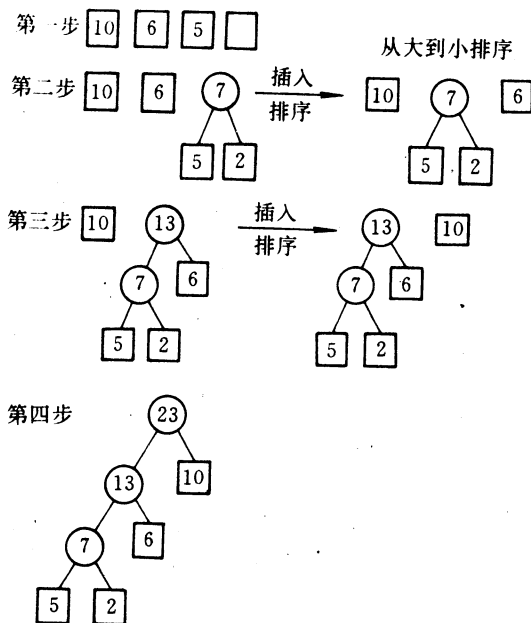 第一步 10 6 5
从大到小排序
第二步 10 6 7 插入 10 7 6
排序
5 2 5 2
第三步 10 13 插入 13 10
排序
7 6 7 6
5 2 5 2
第四步 23
13 10
7 6
5 2